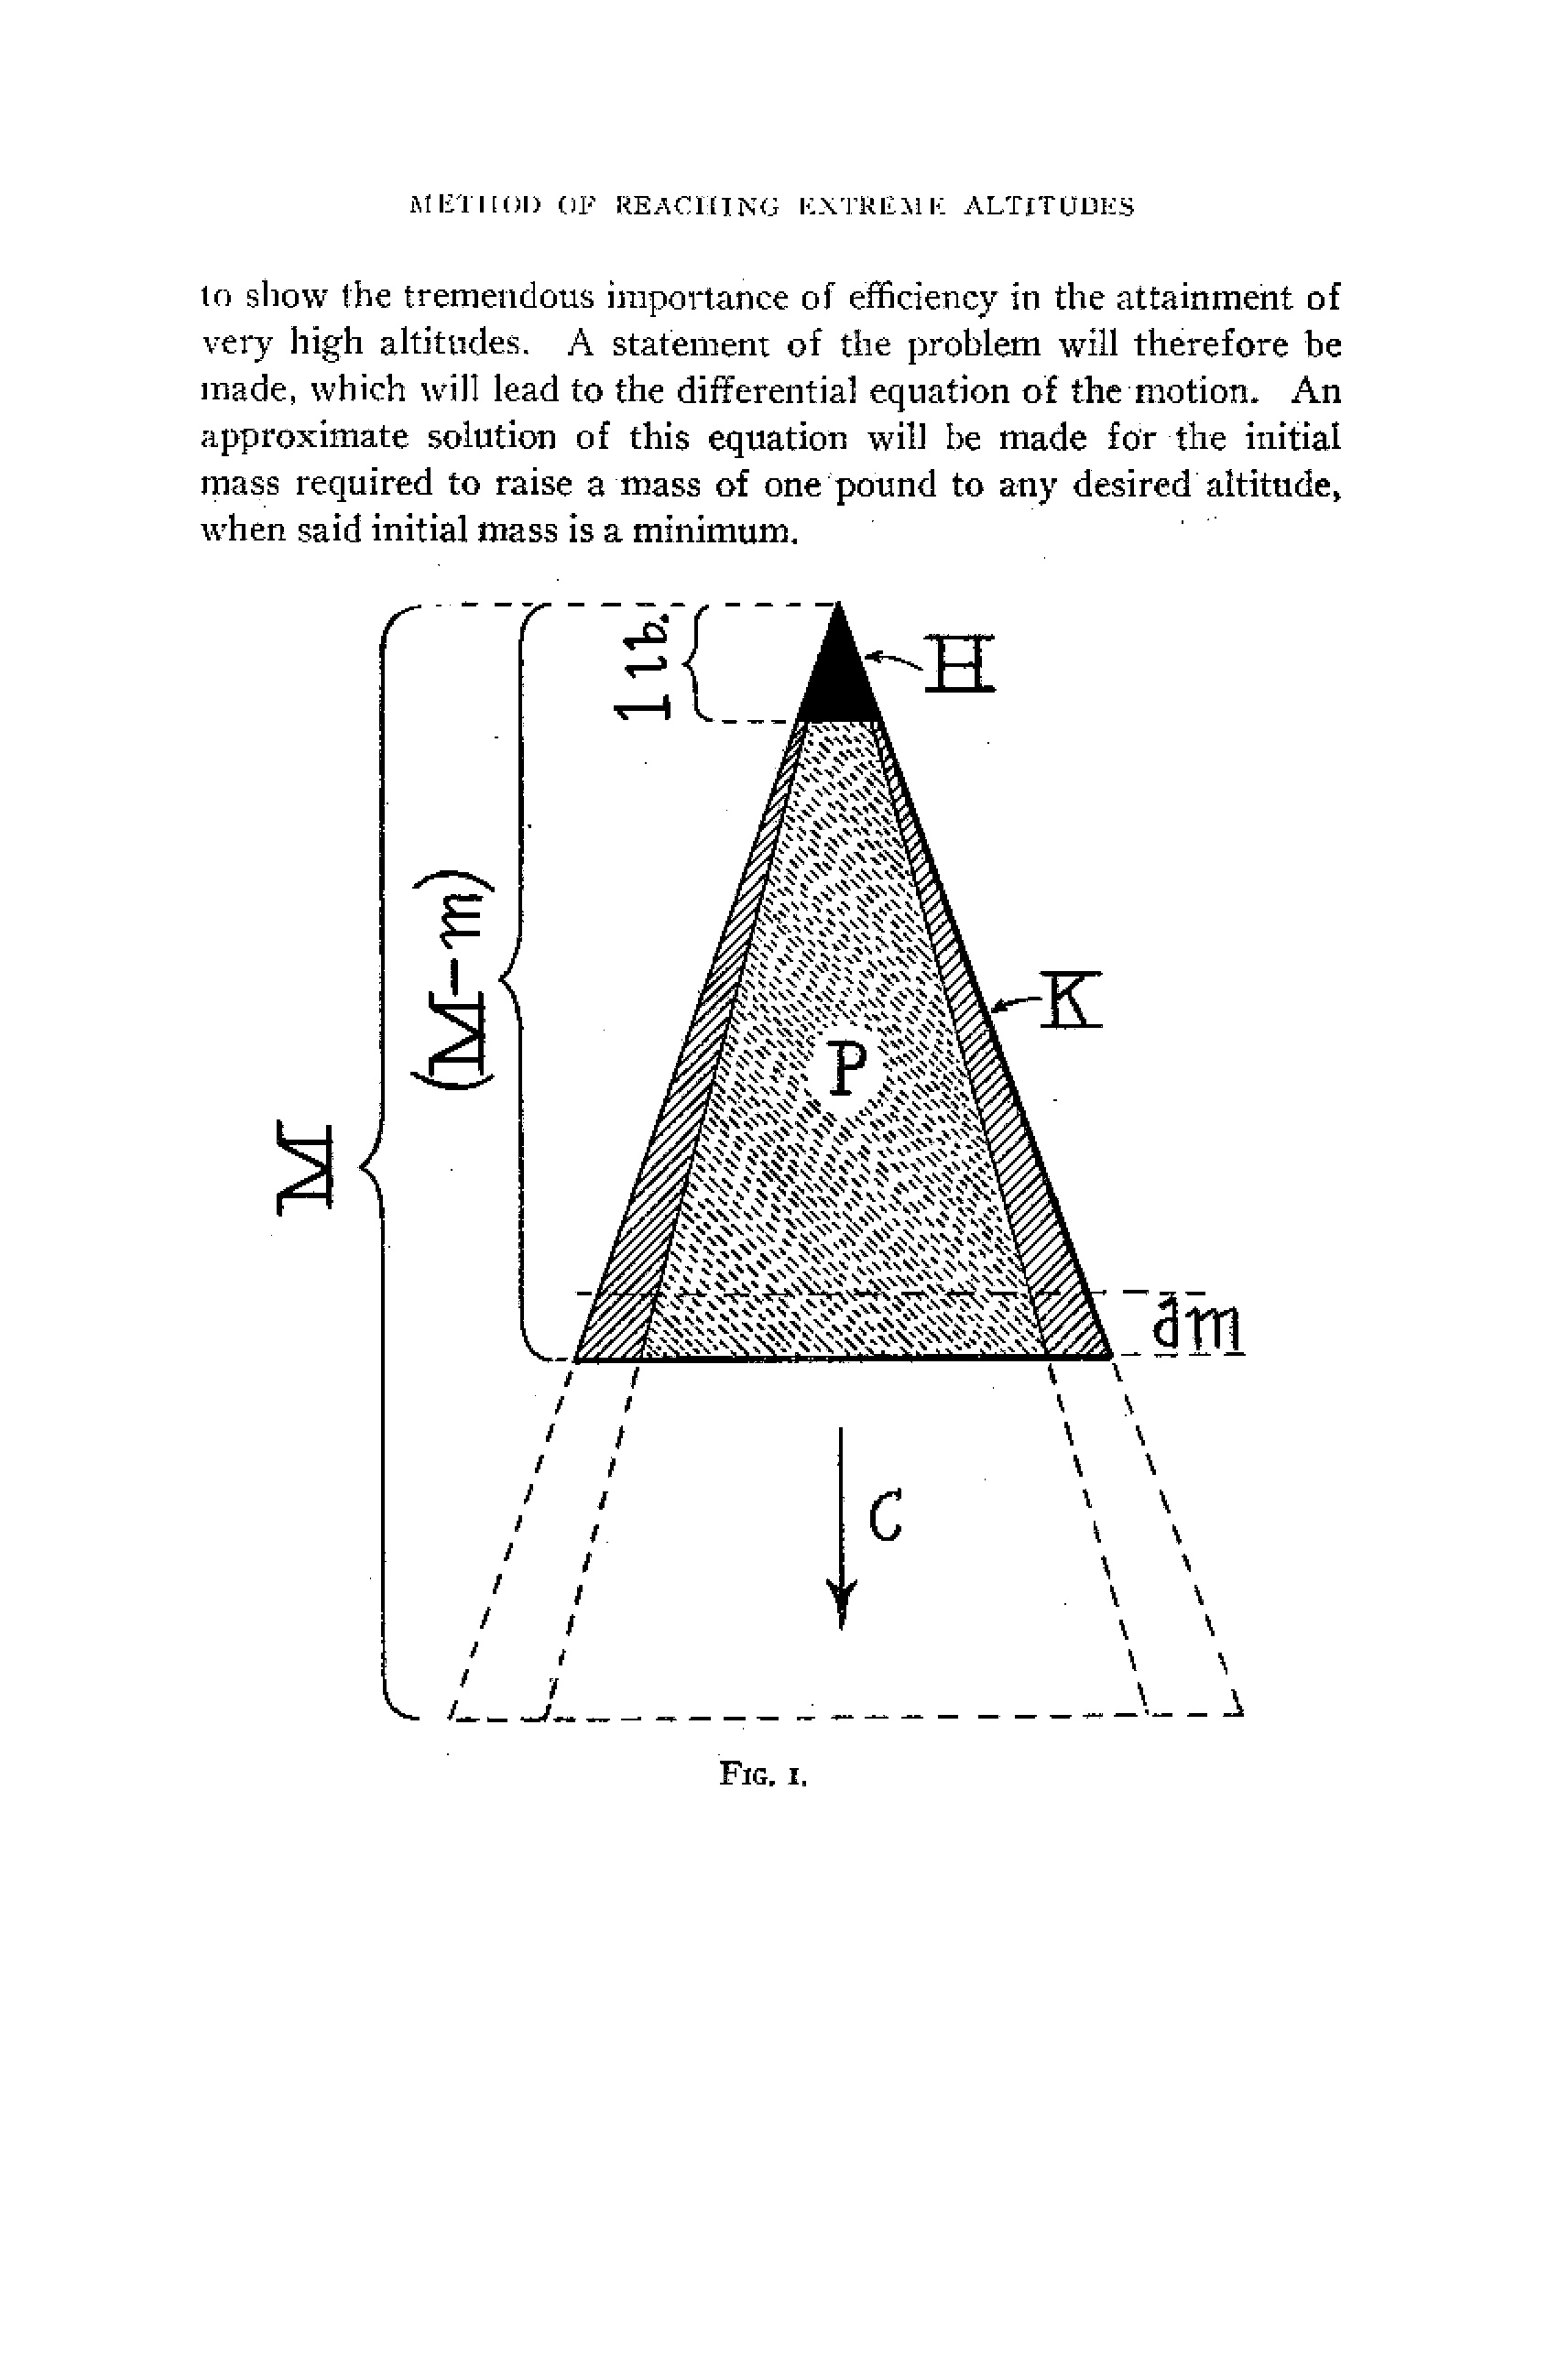 METHOD OF REACHING EXTREME ALTITUDES
to show the tremendous importance of efficiency in the attainment of
very high altitudes. A statement of the problem will therefore be
made, which will lead to the differential equation of the motion. An
approximate solution of this equation will be made for the initial
mass required to raise a mass of one pound to any desired altitude,
when said initial mass is a minimum.
1 lb.
H
(M-m)
K
P
M
dm
C
FIG. 1.